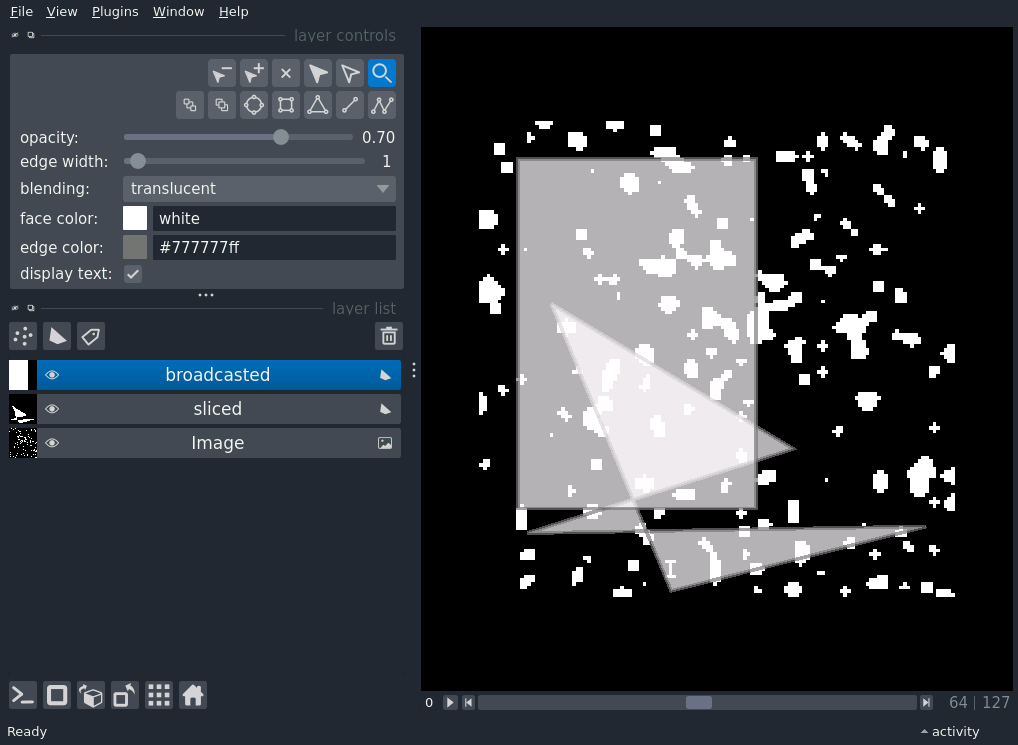 File View Plugins Window Help
layer controls
opacity: 0.70
edge width: 1
blending: translucent
face color: white
edge color: #777777ff
display text:
layer list
broadcasted
sliced
Image
0 64 | 127
Ready activity